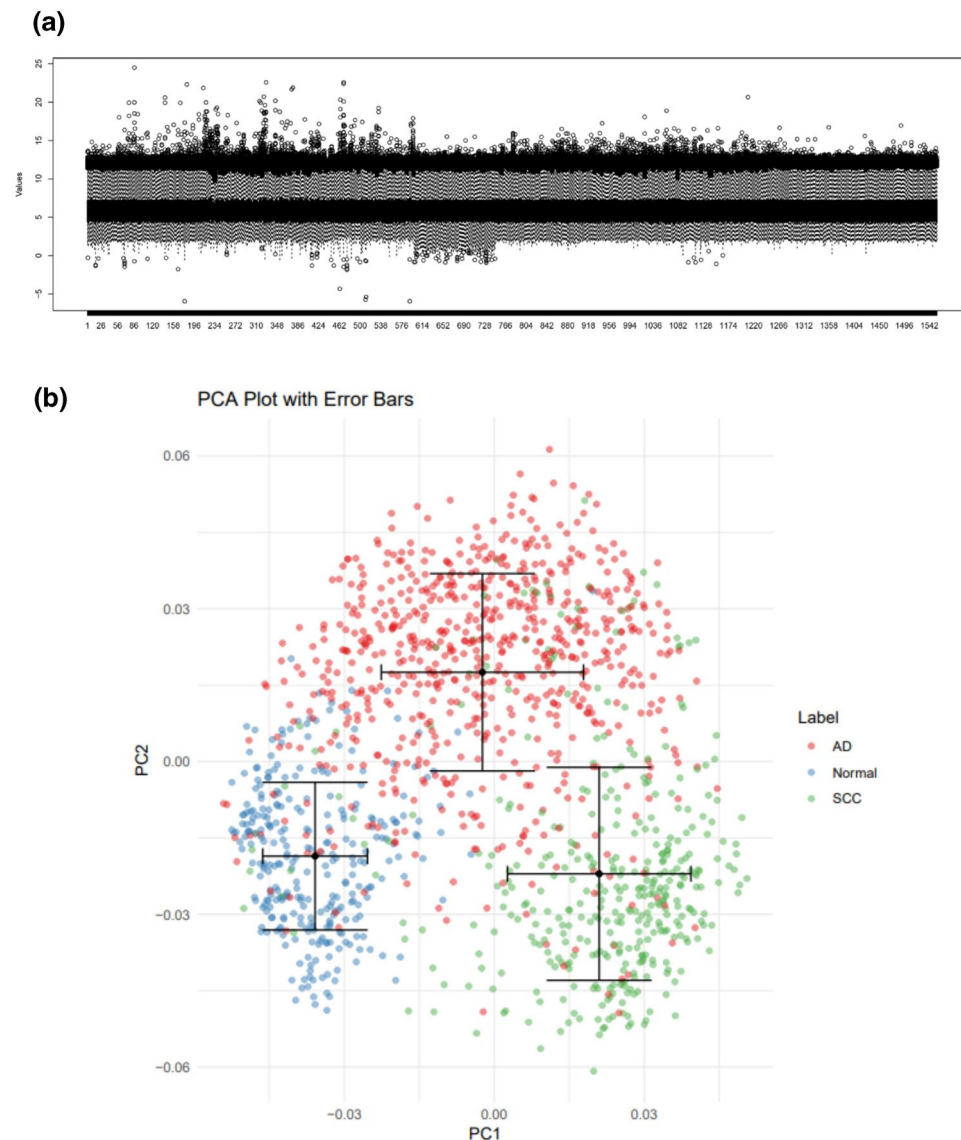 (a)
25
20
15
10
5
0
−5
Values
1 26 56 86 120 158 196 234 272 310 348 386 424 462 500 538 576 614 652 690 728 766 804 842 880 918 956 994 1036 1082 1128 1174 1220 1266 1312 1358 1404 1450 1496 1542
(b)
PCA Plot with Error Bars
0.06
0.03
0.00
−0.03
−0.06
PC2
−0.03 0.00 0.03
PC1
Label
AD
Normal
SCC